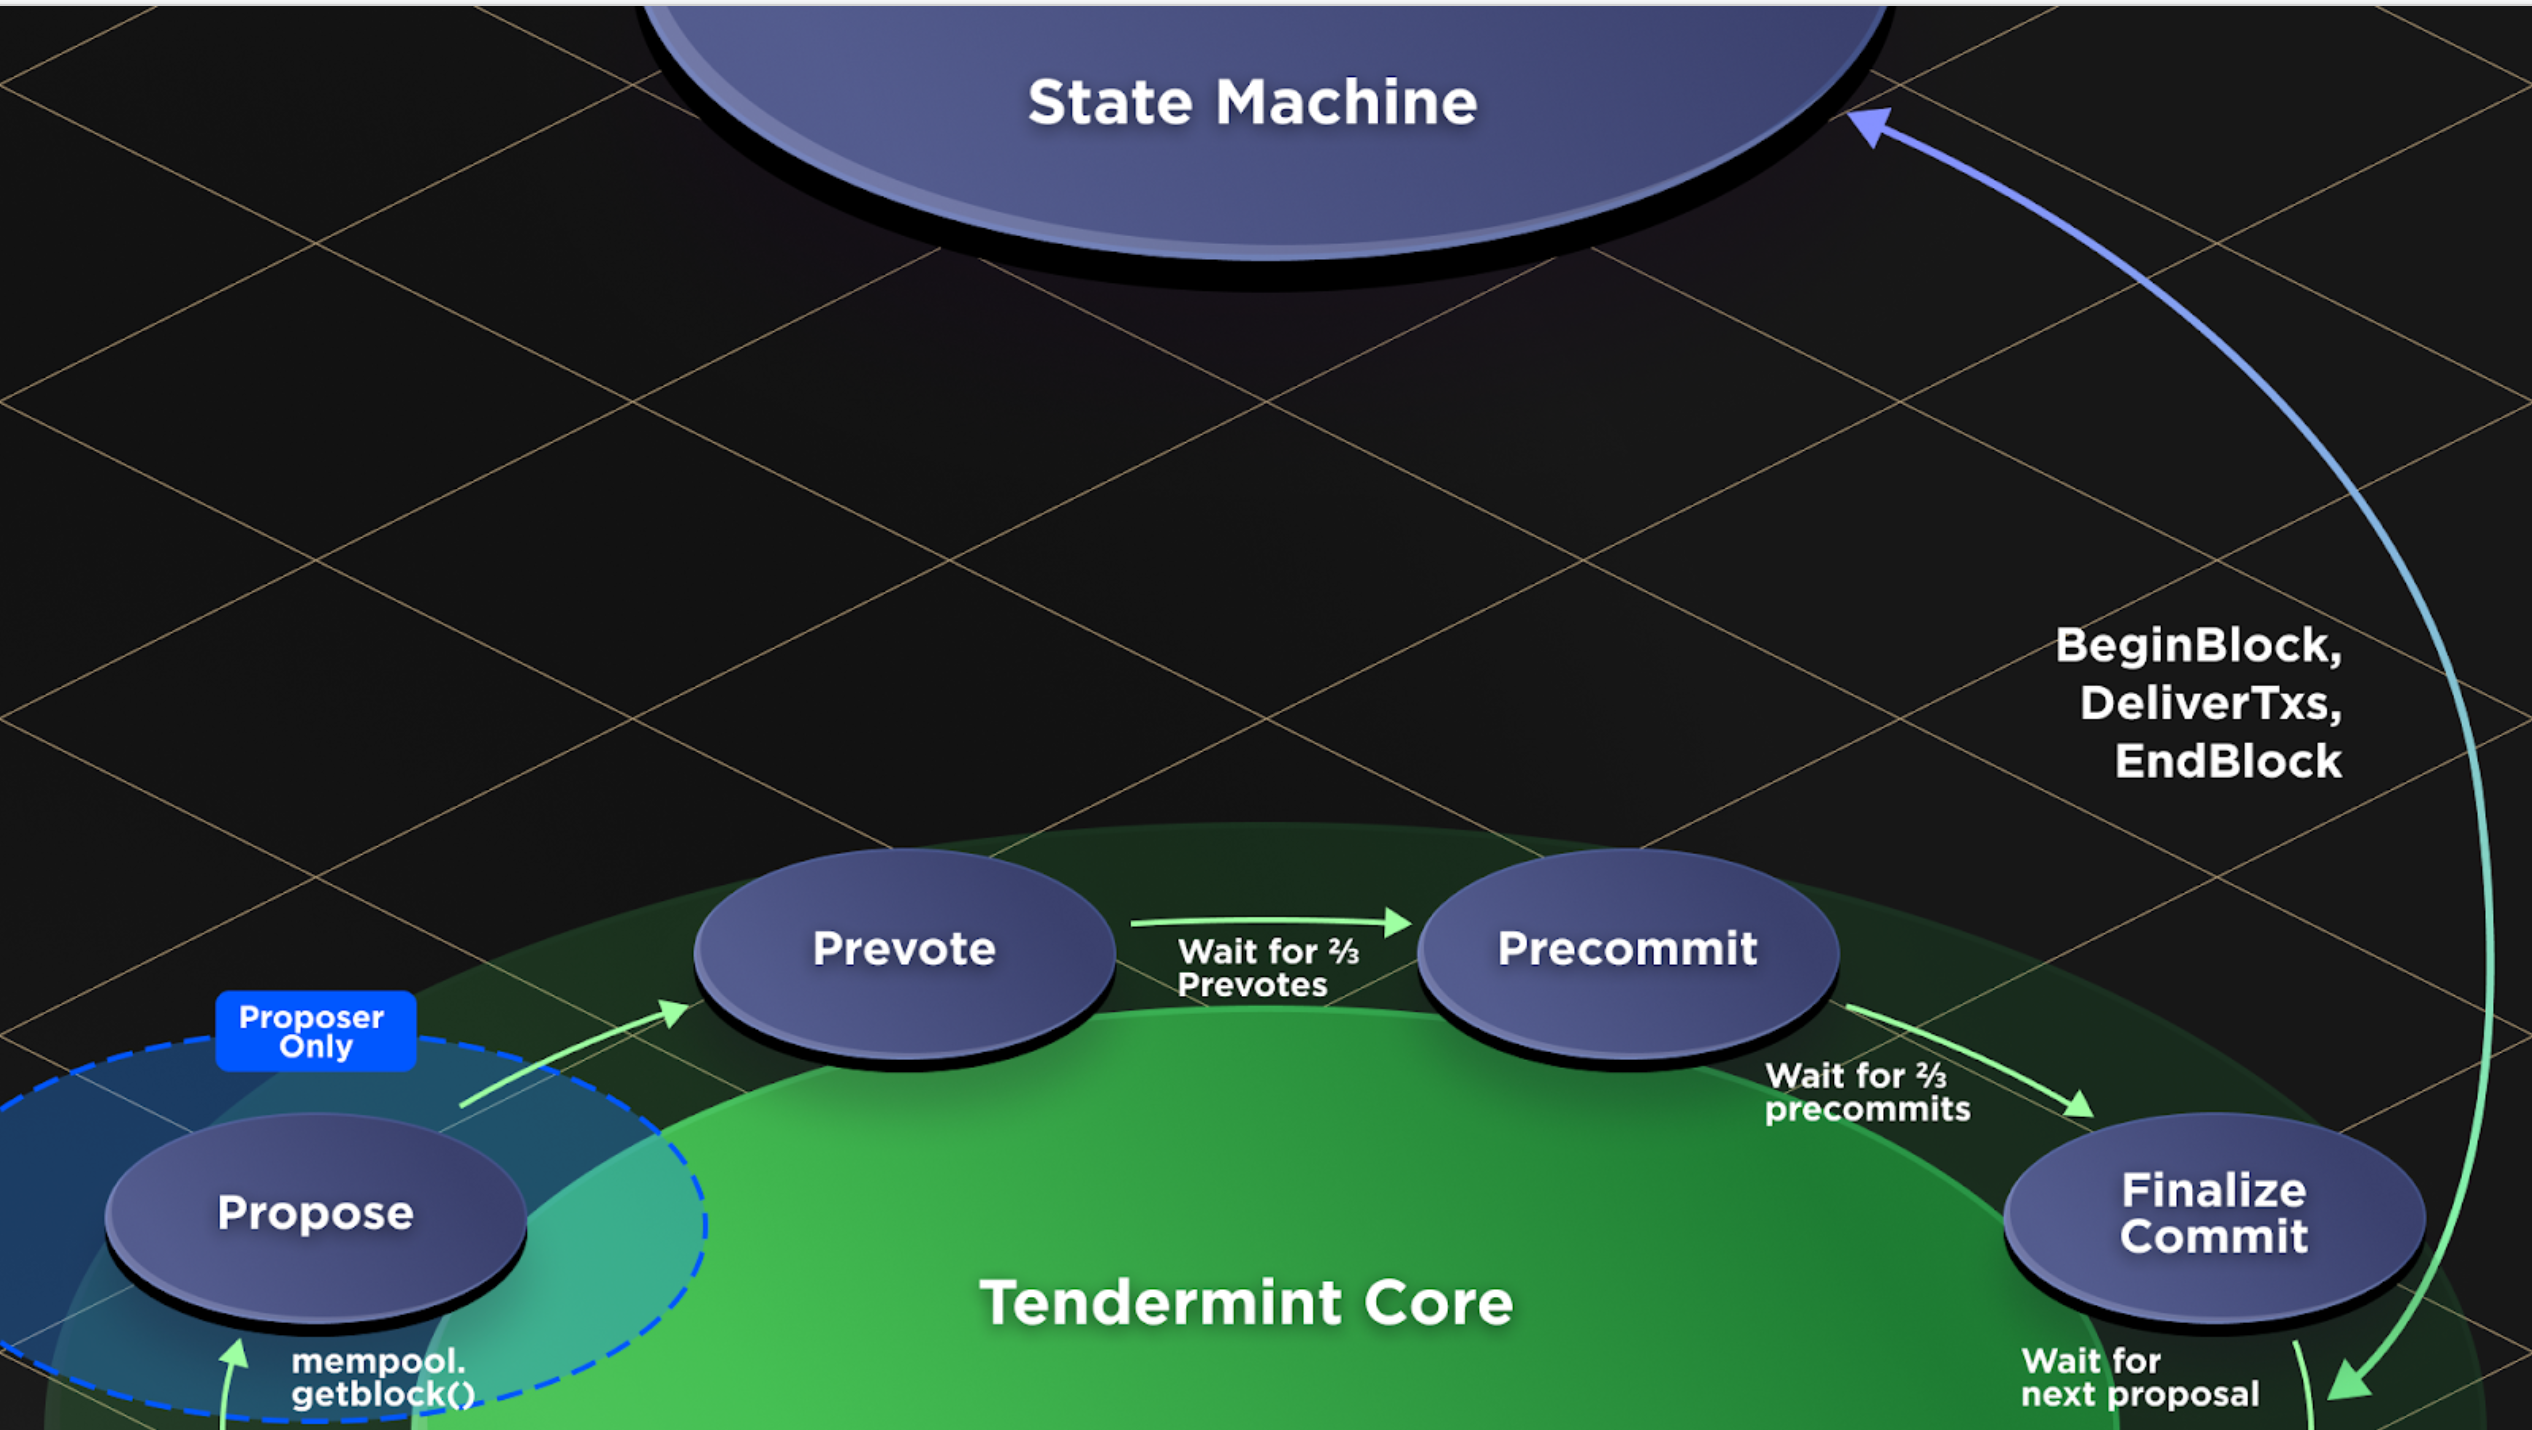 State Machine
BeginBlock,
DeliverTxs,
EndBlock
Prevote
Wait for ⅔
Prevotes
Precommit
Wait for ⅔
precommits
Proposer
Only
Propose
Finalize
Commit
Tendermint Core
mempool.
getblock()
Wait for
next proposal